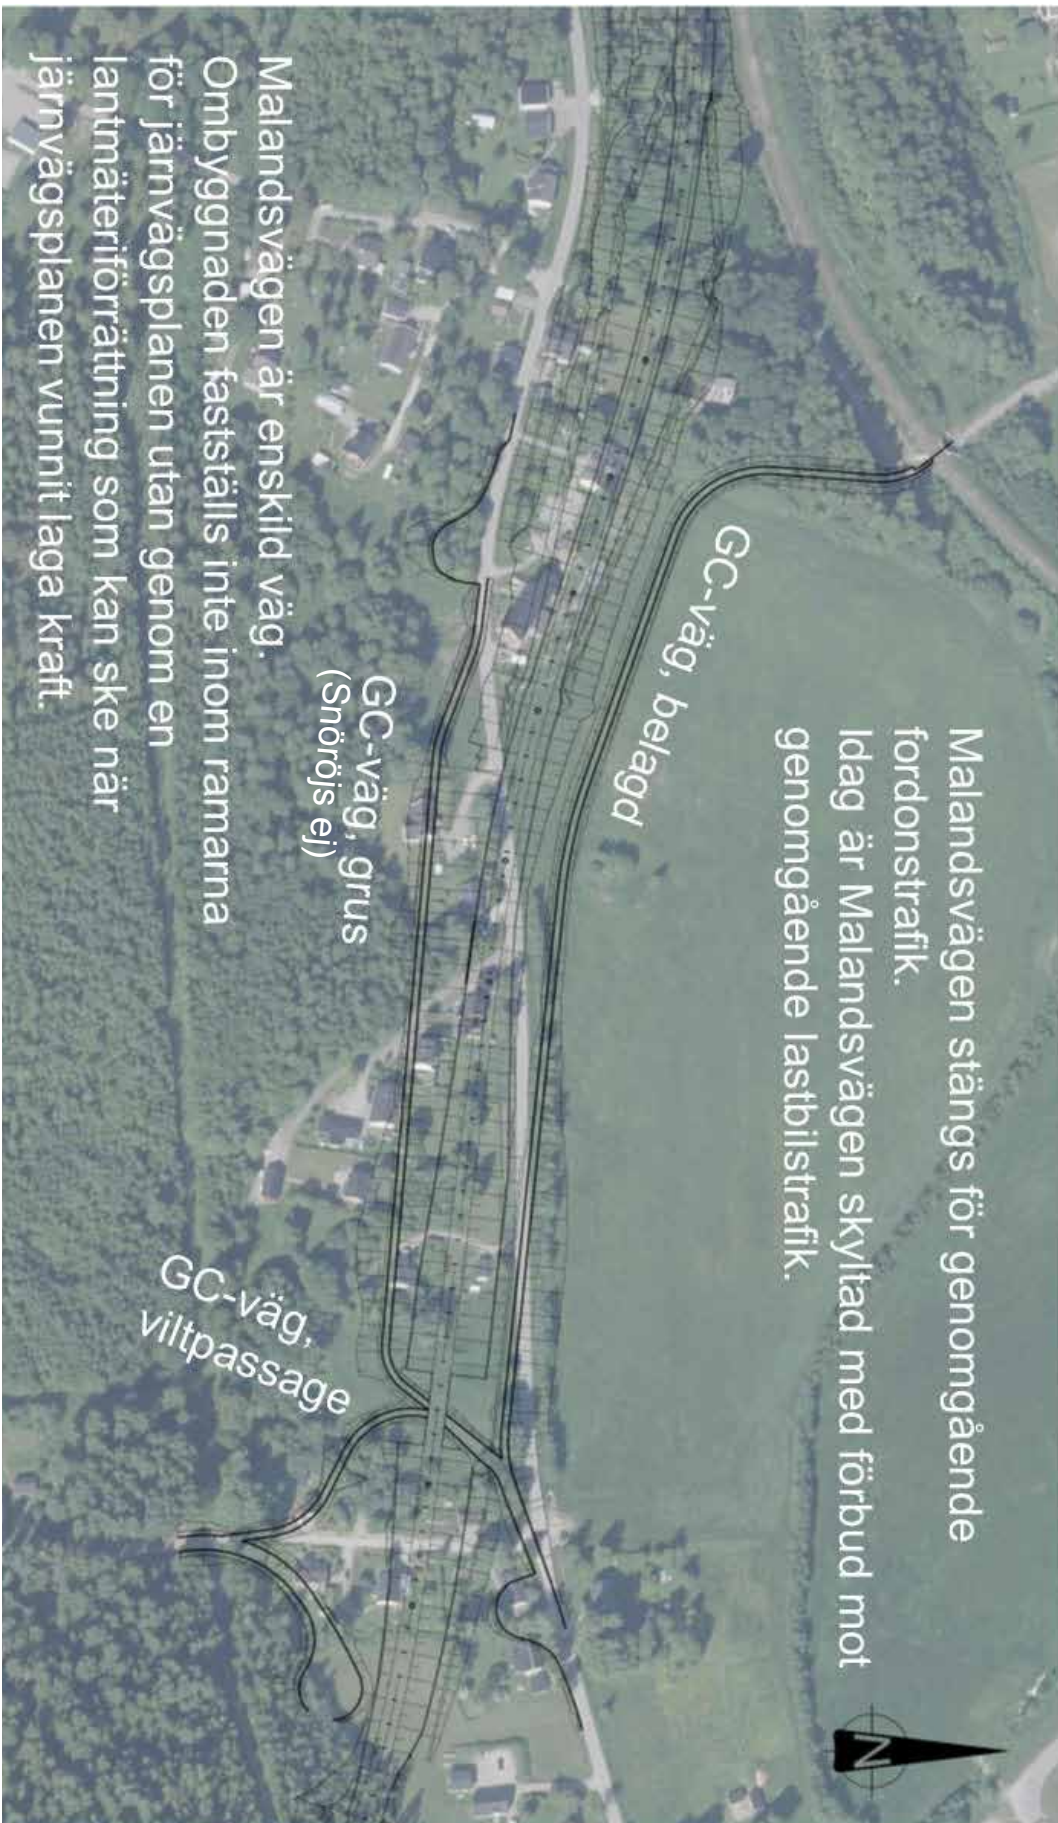 Malandsvägen stängs för genomgående
fordonstrafik.
Idag är Malandsvägen skyltad med förbud mot
genomgående lastbilstrafik.
GC-väg, belagd
GC-väg, grus
(Snöröjs ej)
GC-väg,
viltpassage
Malandsvägen är enskild väg.
Ombyggnaden fastställs inte inom ramarna
för järnvägsplanen utan genom en
lantmäteriförrättning som kan ske när
järnvägsplanen vunnit laga kraft.
N